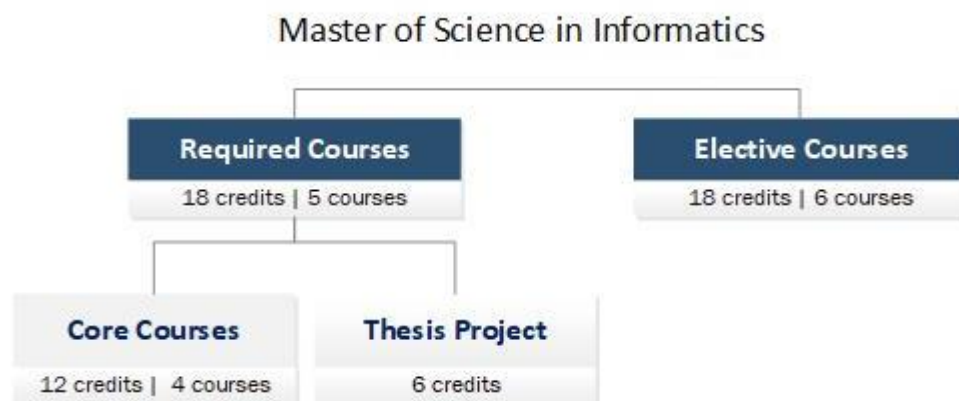 Master of Science in Informatics
Required Courses
18 credits | 5 courses
Elective Courses
18 credits | 6 courses
Core Courses
12 credits | 4 courses
Thesis Project
6 credits